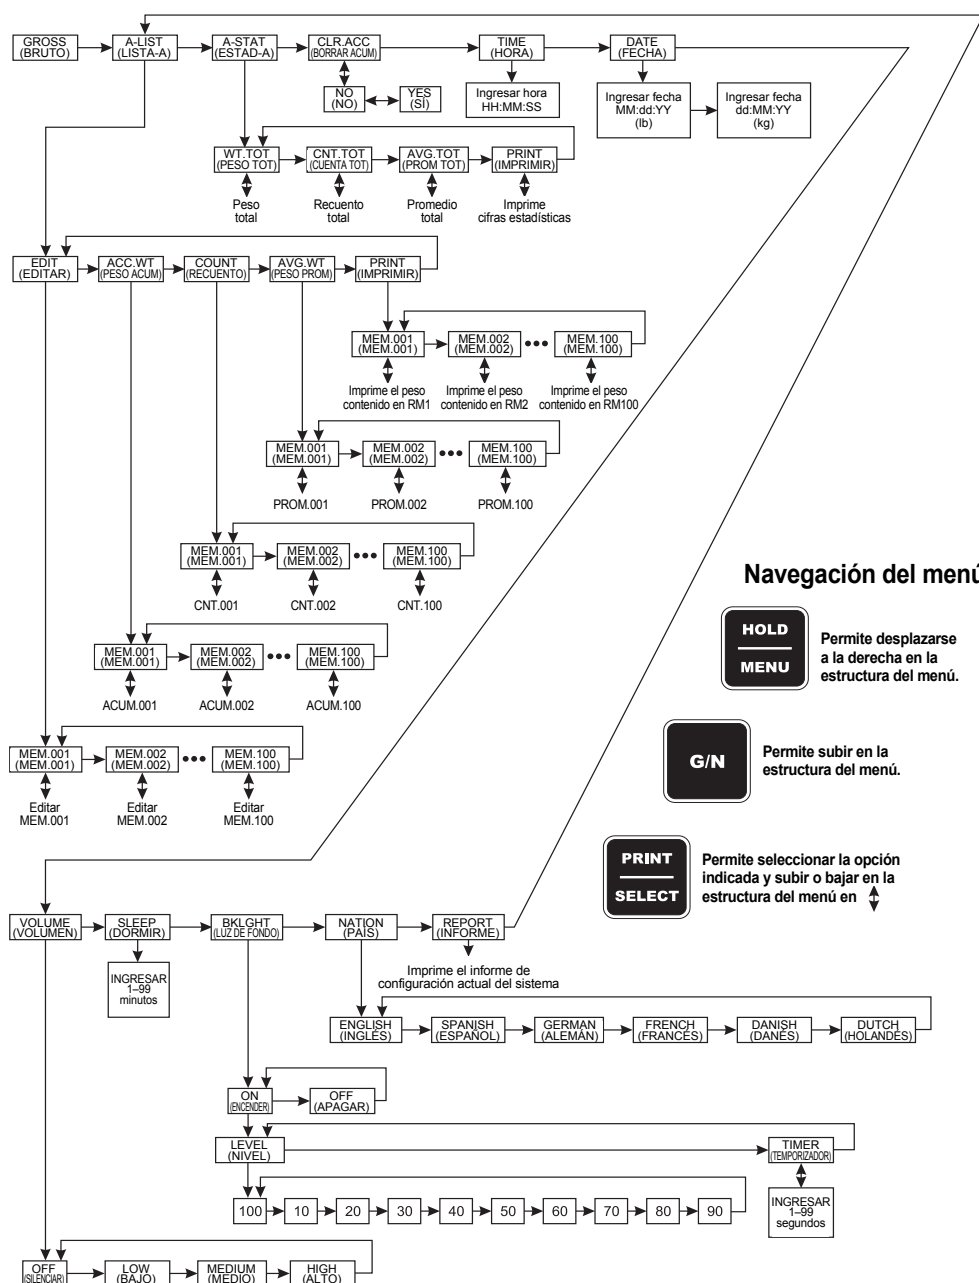 GROSS
(BRUTO)
A-LIST
(LISTA-A)
A-STAT
(ESTAD-A)
CLR.ACC
(BORRAR ACUM)
TIME
(HORA)
DATE
(FECHA)
NO
(NO)
YES
(SÍ)
Ingresar hora
HH:MM:SS
Ingresar fecha
MM:dd:YY
(lb)
Ingresar fecha
dd:MM:YY
(kg)
WT.TOT
(PESO TOT)
CNT.TOT
(CUENTA TOT)
AVG.TOT
(PROM TOT)
PRINT
(IMPRIMIR)
Peso
total
Recuento
total
Promedio
total
Imprime
cifras estadísticas
EDIT
(EDITAR)
ACC.WT
(PESO ACUM)
COUNT
(RECUENTO)
AVG.WT
(PESO PROM)
PRINT
(IMPRIMIR)
MEM.001
(MEM.001)
MEM.002
(MEM.002)
MEM.100
(MEM.100)
Imprime el peso
contenido en RM1
Imprime el peso
contenido en RM2
Imprime el peso
contenido en RM100
MEM.001
(MEM.001)
MEM.002
(MEM.002)
MEM.100
(MEM.100)
PROM.001
PROM.002
PROM.100
MEM.001
(MEM.001)
MEM.002
(MEM.002)
MEM.100
(MEM.100)
CNT.001
CNT.002
CNT.100
MEM.001
(MEM.001)
MEM.002
(MEM.002)
MEM.100
(MEM.100)
ACUM.001
ACUM.002
ACUM.100
MEM.001
(MEM.001)
MEM.002
(MEM.002)
MEM.100
(MEM.100)
Editar
MEM.001
Editar
MEM.002
Editar
MEM.100
Navegación del menú
HOLD
MENU
Permite desplazarse
a la derecha en la
estructura del menú.
G/N
Permite subir en la
estructura del menú.
PRINT
SELECT
Permite seleccionar la opción
indicada y subir o bajar en la
estructura del menú en
VOLUME
(VOLUMEN)
SLEEP
(DORMIR)
BKLGHT
(LUZ DE FONDO)
NATION
(PAÍS)
REPORT
(INFORME)
INGRESAR
1–99
minutos
Imprime el informe de
configuración actual del sistema
ENGLISH
(INGLÉS)
SPANISH
(ESPAÑOL)
GERMAN
(ALEMÁN)
FRENCH
(FRANCÉS)
DANISH
(DANÉS)
DUTCH
(HOLANDÉS)
ON
(ENCENDER)
OFF
(APAGAR)
LEVEL
(NIVEL)
TIMER
(TEMPORIZADOR)
100
10
20
30
40
50
60
70
80
90
INGRESAR
1–99
segundos
OFF
(SILENCIAR)
LOW
(BAJO)
MEDIUM
(MEDIO)
HIGH
(ALTO)